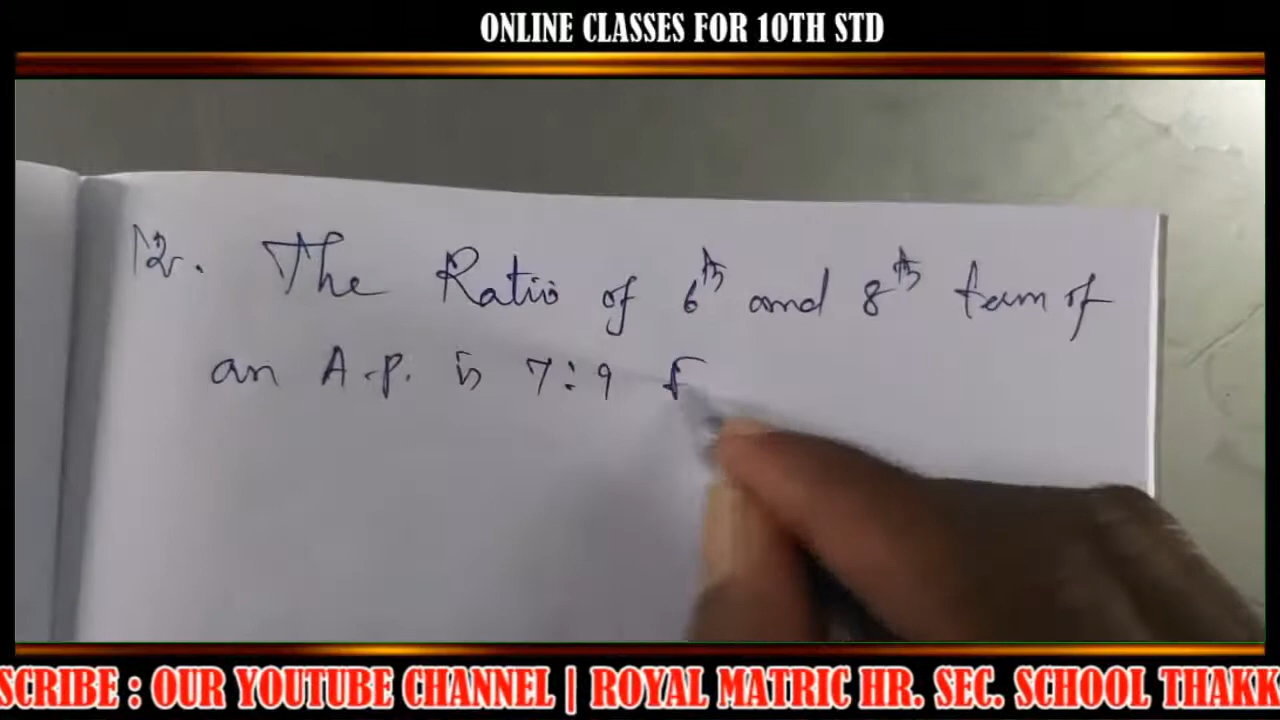 ONLINE CLASSES FOR 10TH STD
12. The Ratio of 6th and 8th term of
an A.P. is 7:9 f
SCRIBE : OUR YOUTUBE CHANNEL | ROYAL MATRIC HR. SEC. SCHOOL THAKK